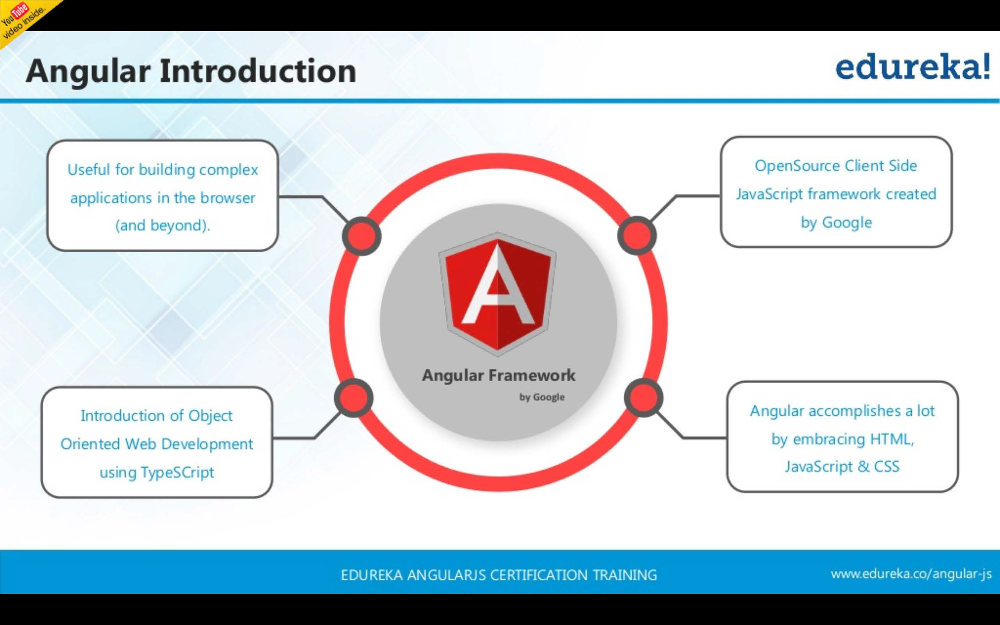 YouTube
video inside.
Angular Introduction
edureka!
Useful for building complex
applications in the browser
(and beyond).
OpenSource Client Side
JavaScript framework created
by Google
A
Angular Framework
by Google
Introduction of Object
Oriented Web Development
using TypeSCript
Angular accomplishes a lot
by embracing HTML,
JavaScript & CSS
EDUREKA ANGULARJS CERTIFICATION TRAINING
www.edureka.co/angular-js